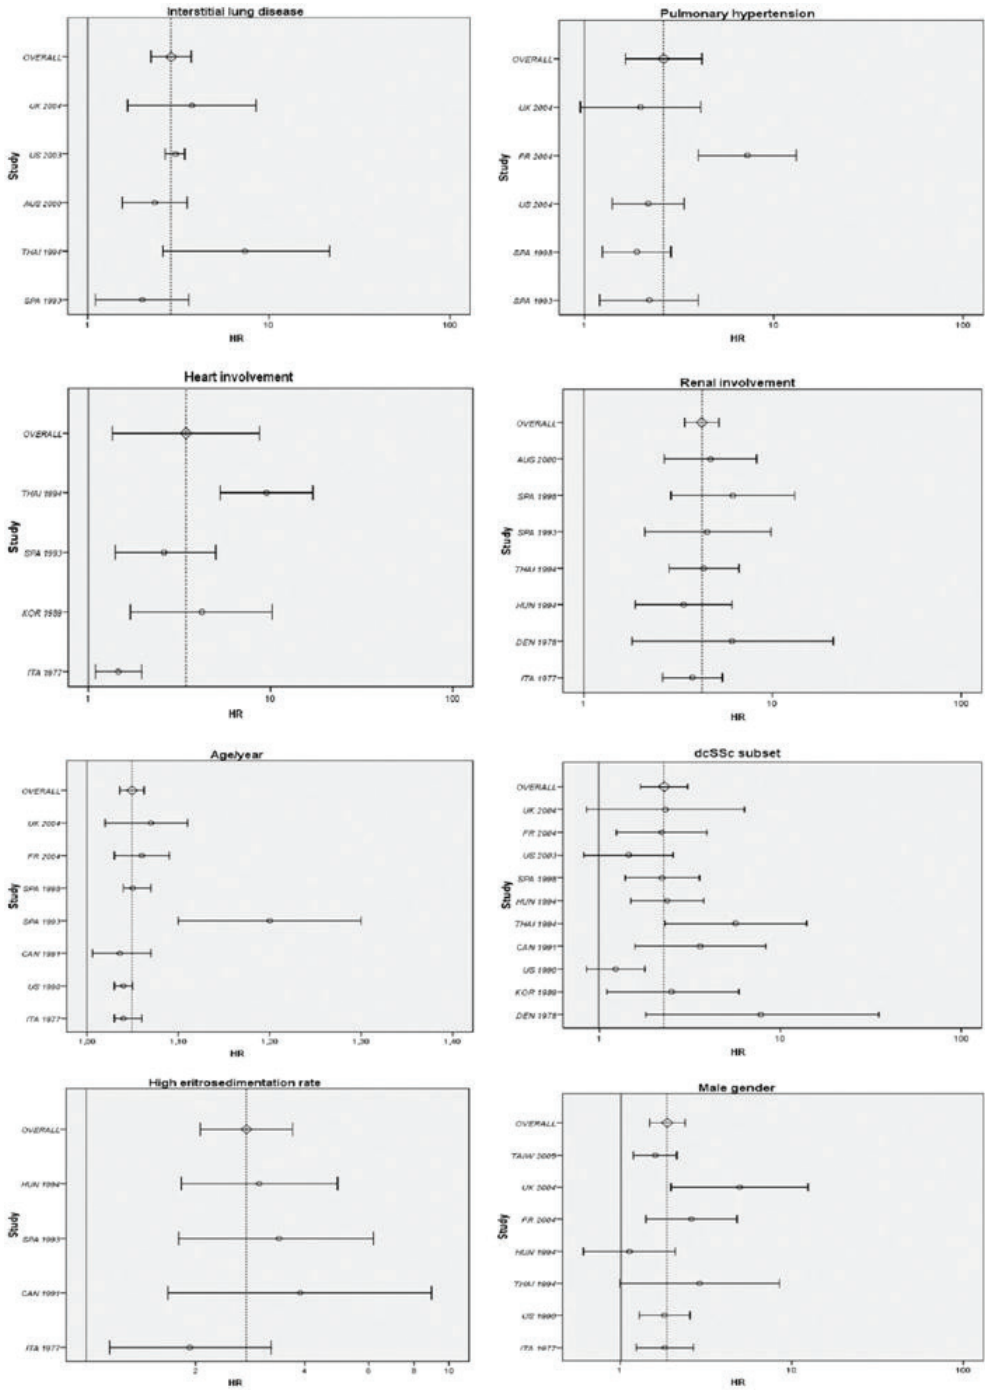 Interstitial lung disease
OVERALL
UK 2004
US 2003
AUS 2000
THAI 1994
SPA 1993
Study
1
10
100
HR
Pulmonary hypertension
OVERALL
UK 2004
FR 2004
US 2004
SPA 1998
SPA 1993
Study
1
10
100
HR
Heart involvement
OVERALL
THAI 1994
SPA 1993
KOR 1989
ITA 1977
Study
1
10
100
HR
Renal involvement
OVERALL
AUS 2000
SPA 1998
SPA 1993
THAI 1994
HUN 1994
DEN 1978
ITA 1977
Study
1
10
100
HR
Age/year
OVERALL
UK 2004
FR 2004
SPA 1998
SPA 1993
CAN 1991
US 1990
ITA 1977
Study
1,00
1,10
1,20
1,30
1,40
HR
dcSSc subset
OVERALL
UK 2004
FR 2004
US 2003
SPA 1998
HUN 1994
THAI 1994
CAN 1991
US 1990
KOR 1989
DEN 1978
Study
1
10
100
HR
High eritrosedimentation rate
OVERALL
HUN 1994
SPA 1993
CAN 1991
ITA 1977
Study
2
4
6
8
10
HR
Male gender
OVERALL
TAIW 2005
UK 2004
FR 2004
HUN 1994
THAI 1994
US 1990
ITA 1977
Study
1
10
100
HR